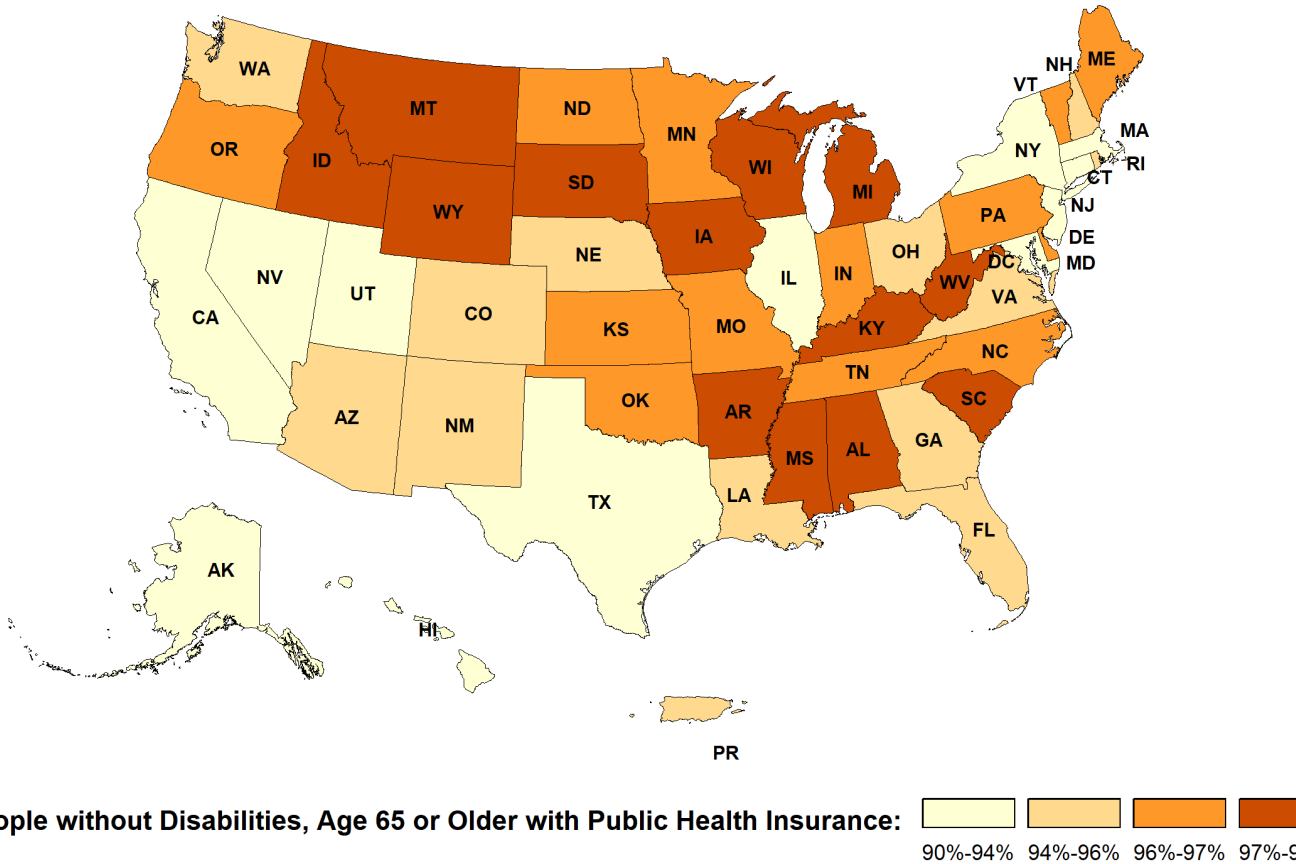 WA
MT
ND
MN
ME
NH
VT
OR
ID
SD
WI
MI
NY
MA
RI
CT
WY
IA
NE
PA
NJ
DE
MD
DC
OH
IN
IL
NV
UT
CO
KS
MO
WV
VA
KY
CA
NC
TN
AZ
NM
OK
AR
SC
MS
AL
GA
TX
LA
FL
AK
HI
PR
ople without Disabilities, Age 65 or Older with Public Health Insurance:
90%-94% 94%-96% 96%-97% 97%-9